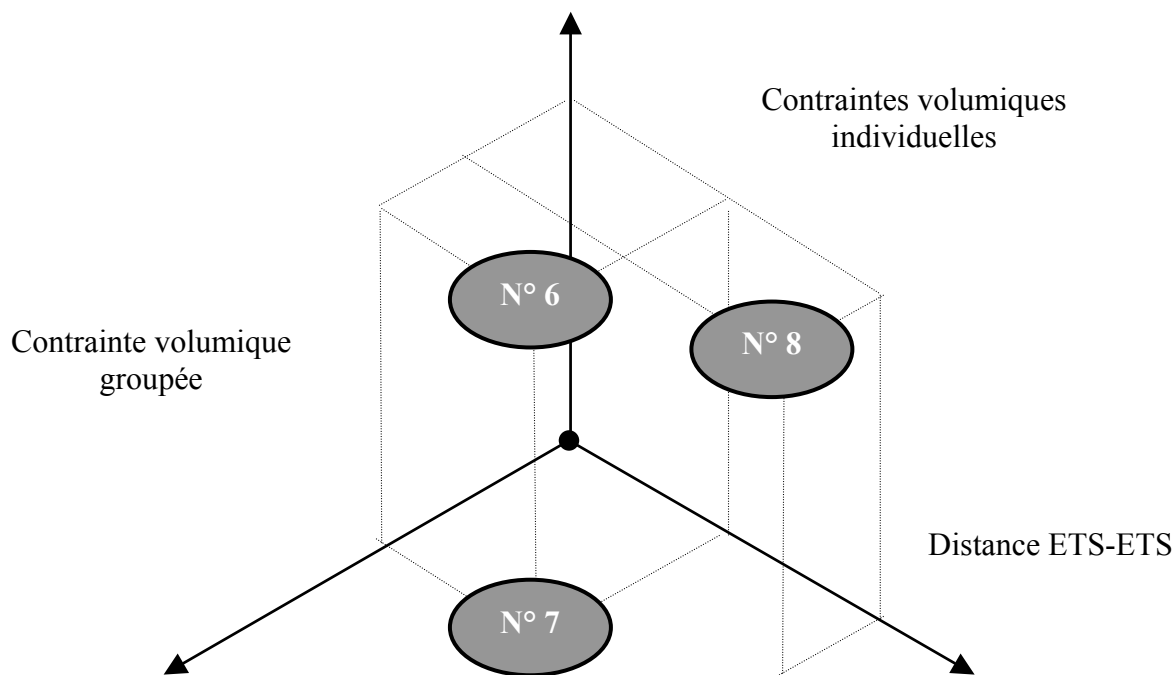 Contraintes volumiques
individuelles
N° 6
N° 8
Contrainte volumique
groupée
Distance ETS-ETS
N° 7